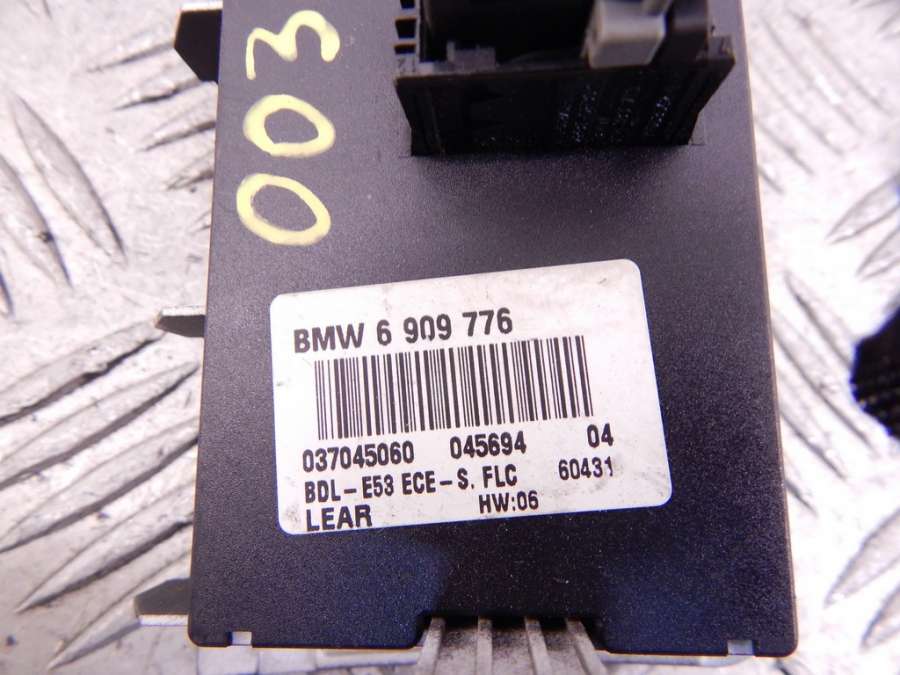 003
BMW 6 909 776
037045060 045694 04
BDL-E53 ECE-S. FLC 60431
LEAR HW:06